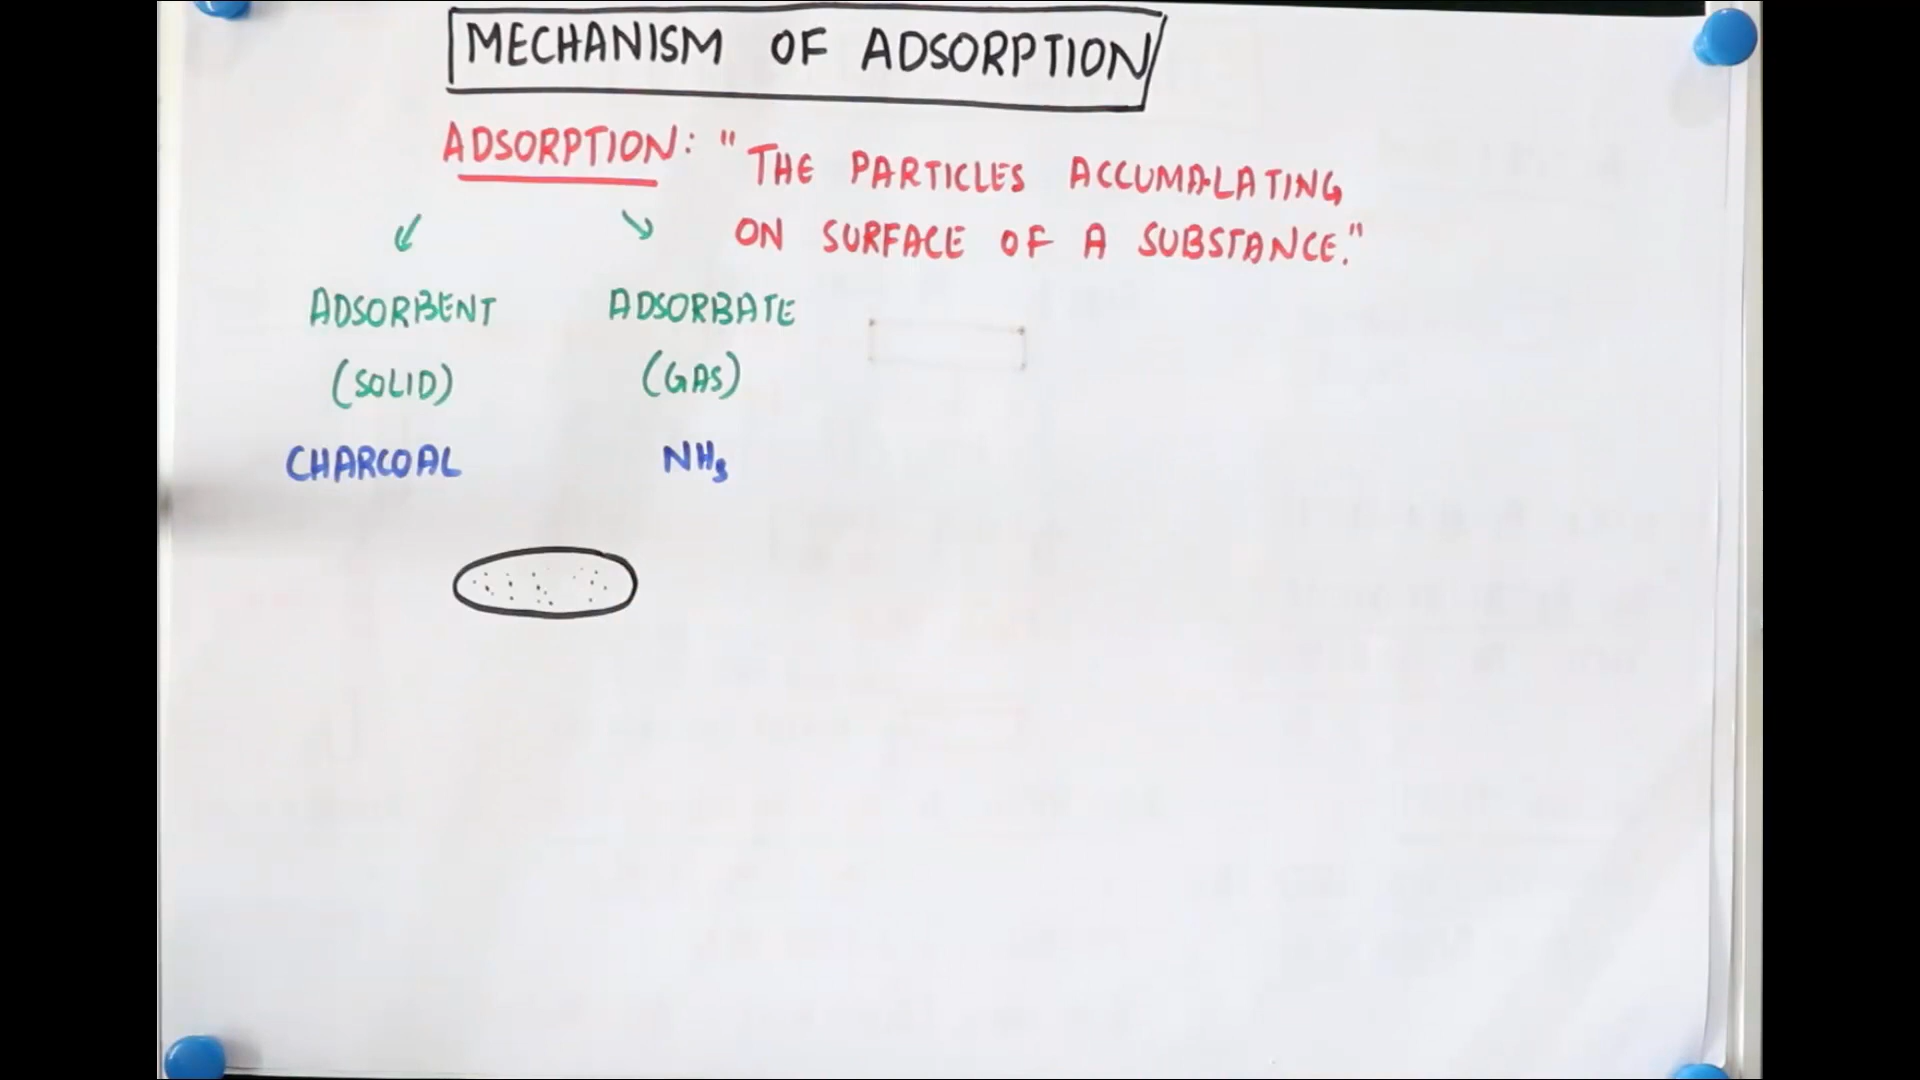 MECHANISM OF ADSORPTION
ADSORPTION: "THE PARTICLES ACCUMALATING
ON SURFACE OF A SUBSTANCE."
ADSORBENT ADSORBATE
(SOLID) (GAS)
CHARCOAL NH₃